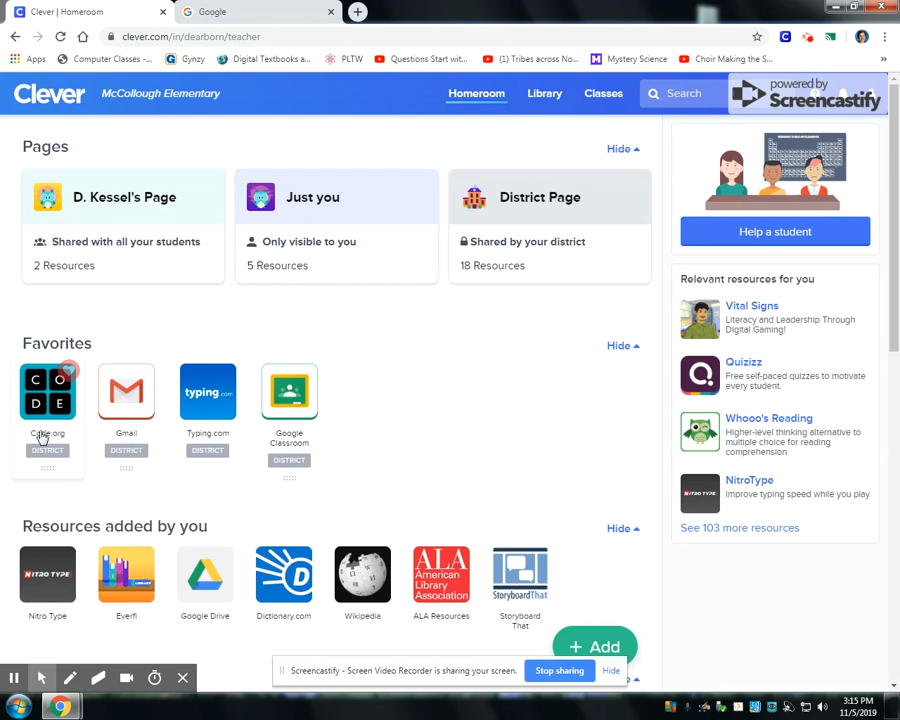 Clever | Homeroom
Google
clever.com/in/dearborn/teacher
Apps
Computer Classes -...
Gynzy
Digital Textbooks a...
PLTW
Questions Start wit...
(1) Tribes across No...
Mystery Science
Choir Making the S...
Clever
McCollough Elementary
Homeroom
Library
Classes
Search
powered by
Screencastify
Pages
Hide
D. Kessel's Page
Just you
District Page
Shared with all your students
Only visible to you
Shared by your district
2 Resources
5 Resources
18 Resources
Help a student
Relevant resources for you
Vital Signs
Literacy and Leadership Through
Digital Gaming!
Quizizz
Free self-paced quizzes to motivate
every student.
Whooo's Reading
Higher-level thinking alternative to
multiple choice for reading
comprehension
NitroType
Improve typing speed while you play
See 103 more resources
Favorites
Hide
C O
D E
typing.com
Code.org
Gmail
Typing.com
Google
Classroom
DISTRICT
DISTRICT
DISTRICT
DISTRICT
Resources added by you
Hide
NITRO TYPE
ALA
American
Library
Association
StoryboardThat
Nitro Type
Everfi
Google Drive
Dictionary.com
Wikipedia
ALA Resources
Storyboard
That
+ Add
Screencastify - Screen Video Recorder is sharing your screen.
Stop sharing
Hide
3:15 PM
11/5/2019